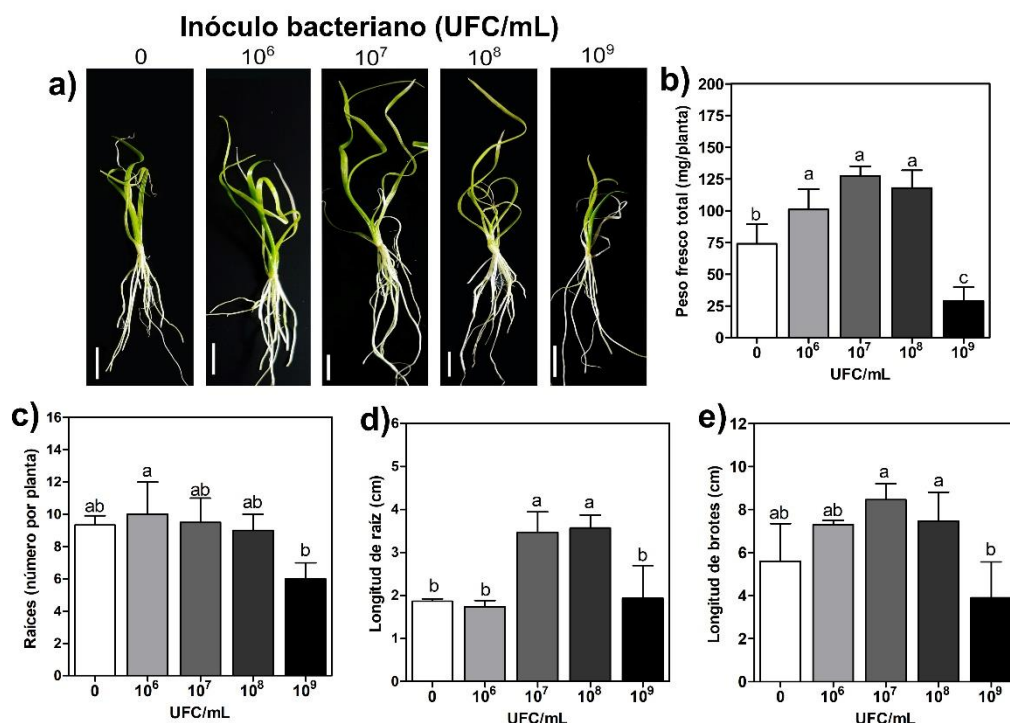 Inóculo bacteriano (UFC/mL)
0 10⁶ 10⁷ 10⁸ 10⁹
a)
b)
Peso fresco total (mg/planta)
200
175
150
125
100
75
50
25
0
b a a a c
0 10⁶ 10⁷ 10⁸ 10⁹
UFC/mL
c)
Raíces (número por planta)
16
14
12
10
8
6
4
2
0
ab a ab ab b
0 10⁶ 10⁷ 10⁸ 10⁹
UFC/mL
d)
Longitud de raíz (cm)
6
5
4
3
2
1
0
b b a a b
0 10⁶ 10⁷ 10⁸ 10⁹
UFC/mL
e)
Longitud de brotes (cm)
12
10
8
6
4
2
0
ab ab a a b
0 10⁶ 10⁷ 10⁸ 10⁹
UFC/mL